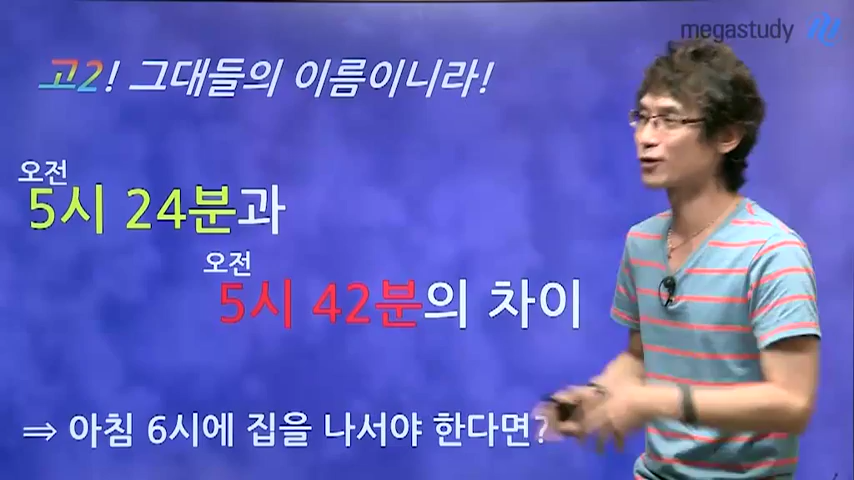 megastudy
고2! 그대들의 이름이니라!
오전
5시 24분과
오전
5시 42분의 차이
⇒ 아침 6시에 집을 나서야 한다면?